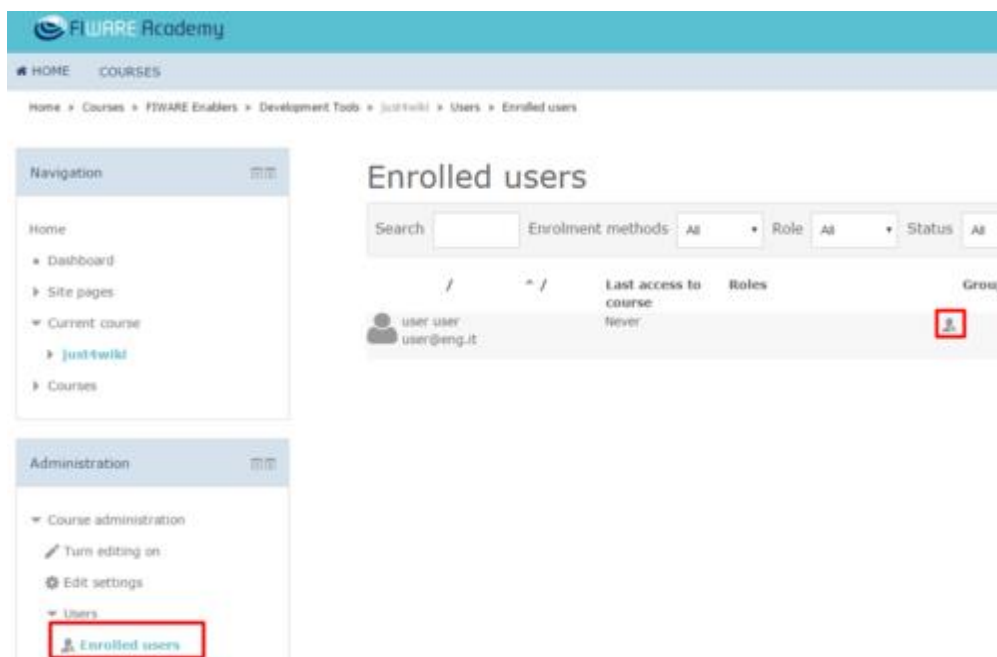 FIWARE Academy
HOME COURSES
Home » Courses » FIWARE Enablers » Development Tools » just4wiki » Users » Enrolled users
Navigation
Home
Dashboard
Site pages
Current course
just4wiki
Courses
Administration
Course administration
Turn editing on
Edit settings
Users
Enrolled users
Enrolled users
Search Enrolment methods All Role All Status All
/ ^ / Last access to course Roles Group
user user Never
user@eng.it